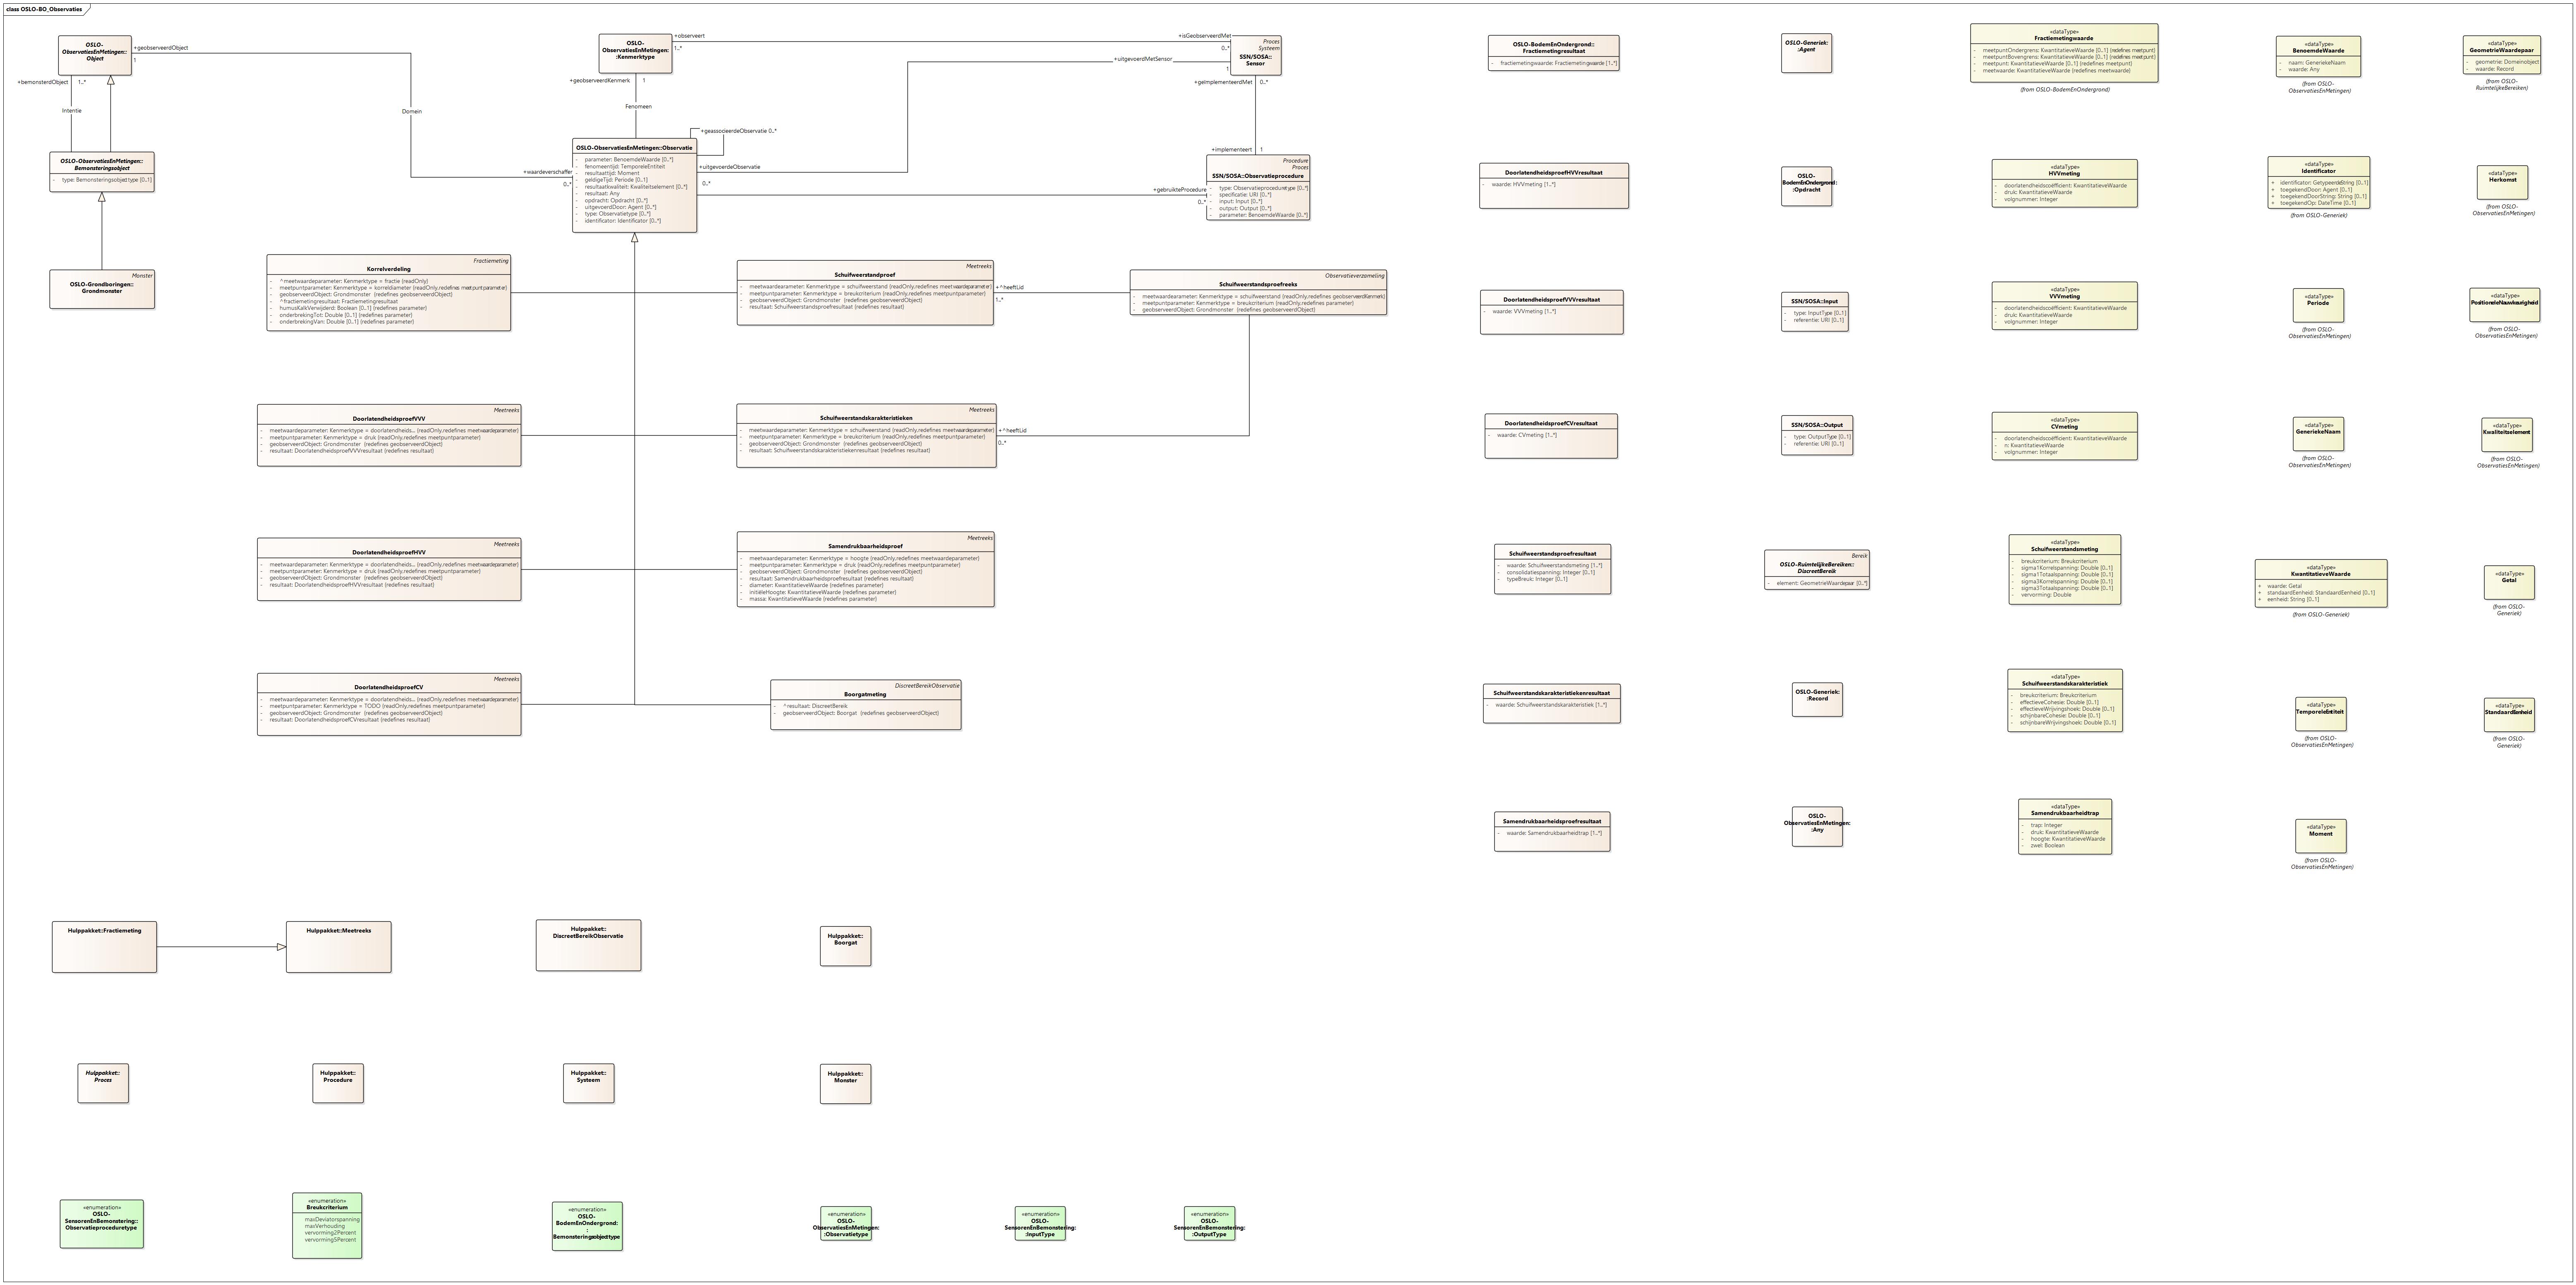 class OSLO-BO_Observaties
OSLO-
ObservatiesEnMetingen::
Object
+geobserveerdObject
1
+bemonsterdObject
1..*
Intentie
Domein
OSLO-ObservatiesEnMetingen::
Bemonsteringsobject
- type: Bemonsteringsobjecttype [0..1]
Monster
OSLO-Grondboringen::
Grondmonster
OSLO-
ObservatiesEnMetingen:
:Kenmerktype
+observeert
1..*
+isGeobserveerdMet
0..*
+geobserveerdKenmerk
1
Fenomeen
Proces
Systeem
SSN/SOSA::
Sensor
+uitgevoerdMetSensor
1
+geïmplementeerdMet
0..*
+geassocieerdeObservatie 0..*
OSLO-ObservatiesEnMetingen::Observatie
- parameter: BenoemdeWaarde [0..*]
- fenomeentijd: TemporeleEntiteit
- resultaattijd: Moment
- geldigeTijd: Periode [0..1]
- resultaatkwaliteit: Kwaliteitselement [0..*]
- resultaat: Any
- opdracht: Opdracht [0..*]
- uitgevoerdDoor: Agent [0..*]
- type: Observatietype [0..*]
- identificator: Identificator [0..*]
+waardeverschaffer
0..*
+uitgevoerdeObservatie
0..*
+implementeert
1
+gebruikteProcedure
0..*
Procedure
Proces
SSN/SOSA::Observatieprocedure
- type: Observatieproceduretype [0..*]
- specificatie: URI [0..*]
- input: Input [0..*]
- output: Output [0..*]
- parameter: BenoemdeWaarde [0..*]
Fractiemeting
Korrelverdeling
- ^meetwaardeparameter: Kenmerktype = fractie {readOnly}
- meetpuntparameter: Kenmerktype = korreldiameter {readOnly,redefines meetpuntparameter}
- geobserveerdObject: Grondmonster {redefines geobserveerdObject}
- ^fractiemetingresultaat: Fractiemetingresultaat
- humusKalkVerwijderd: Boolean [0..1] {redefines parameter}
- onderbrekingTot: Double [0..1] {redefines parameter}
- onderbrekingVan: Double [0..1] {redefines parameter}
Meetreeks
Schuifweerstandproef
- meetwaardeparameter: Kenmerktype = schuifweerstand {readOnly,redefines meetwaardeparameter}
- meetpuntparameter: Kenmerktype = breukcriterium {readOnly,redefines meetpuntparameter}
- geobserveerdObject: Grondmonster {redefines geobserveerdObject}
- resultaat: Schuifweerstandsproefresultaat {redefines resultaat}
+^heeftLid
1..*
Observatieverzameling
Schuifweerstandsproefreeks
- meetwaardeparameter: Kenmerktype = schuifweerstand {readOnly,redefines geobserveerdKenmerk}
- meetpuntparameter: Kenmerktype = breukcriterium {readOnly,redefines parameter}
- geobserveerdObject: Grondmonster {redefines geobserveerdObject}
Meetreeks
DoorlatendheidsproefVVV
- meetwaardeparameter: Kenmerktype = doorlatendheids... {readOnly,redefines meetwaardeparameter}
- meetpuntparameter: Kenmerktype = druk {readOnly,redefines meetpuntparameter}
- geobserveerdObject: Grondmonster {redefines geobserveerdObject}
- resultaat: DoorlatendheidsproefVVVresultaat {redefines resultaat}
Meetreeks
Schuifweerstandskarakteristieken
- meetwaardeparameter: Kenmerktype = schuifweerstand {readOnly,redefines meetwaardeparameter}
- meetpuntparameter: Kenmerktype = breukcriterium {readOnly,redefines meetpuntparameter}
- geobserveerdObject: Grondmonster {redefines geobserveerdObject}
- resultaat: Schuifweerstandskarakteristiekenresultaat {redefines resultaat}
+^heeftLid
0..*
Meetreeks
DoorlatendheidsproefHVV
- meetwaardeparameter: Kenmerktype = doorlatendheids... {readOnly,redefines meetwaardeparameter}
- meetpuntparameter: Kenmerktype = druk {readOnly,redefines meetpuntparameter}
- geobserveerdObject: Grondmonster {redefines geobserveerdObject}
- resultaat: DoorlatendheidsproefHVVresultaat {redefines resultaat}
Meetreeks
Samendrukbaarheidsproef
- meetwaardeparameter: Kenmerktype = hoogte {readOnly,redefines meetwaardeparameter}
- meetpuntparameter: Kenmerktype = druk {readOnly,redefines meetpuntparameter}
- geobserveerdObject: Grondmonster {redefines geobserveerdObject}
- resultaat: Samendrukbaarheidsproefresultaat {redefines resultaat}
- diameter: KwantitatieveWaarde {redefines parameter}
- initiëleHoogte: KwantitatieveWaarde {redefines parameter}
- massa: KwantitatieveWaarde {redefines parameter}
Meetreeks
DoorlatendheidsproefCV
- meetwaardeparameter: Kenmerktype = doorlatendheids... {readOnly,redefines meetwaardeparameter}
- meetpuntparameter: Kenmerktype = TODO {readOnly,redefines meetpuntparameter}
- geobserveerdObject: Grondmonster {redefines geobserveerdObject}
- resultaat: DoorlatendheidsproefCVresultaat {redefines resultaat}
DiscreetBereikObservatie
Boorgatmeting
- ^resultaat: DiscreetBereik
- geobserveerdObject: Boorgat {redefines geobserveerdObject}
Hulppakket::Fractiemeting
Hulppakket::Meetreeks
Hulppakket::
DiscreetBereikObservatie
Hulppakket::
Boorgat
Hulppakket::
Proces
Hulppakket::
Procedure
Hulppakket::
Systeem
Hulppakket::
Monster
«enumeration»
OSLO-
SensorenEnBemonstering::
Observatieproceduretype
«enumeration»
Breukcriterium
maxDeviatorspanning
maxVerhouding
vervorming2Percent
vervorming5Percent
«enumeration»
OSLO-
BodemEnOndergrond:
:
Bemonsteringsobjecttype
«enumeration»
OSLO-
ObservatiesEnMetingen:
:Observatietype
«enumeration»
OSLO-
SensorenEnBemonstering:
:InputType
«enumeration»
OSLO-
SensorenEnBemonstering:
:OutputType
OSLO-BodemEnOndergrond::
Fractiemetingresultaat
- fractiemetingwaarde: Fractiemetingwaarde [1..*]
DoorlatendheidsproefHVVresultaat
- waarde: HVVmeting [1..*]
DoorlatendheidsproefVVVresultaat
- waarde: VVVmeting [1..*]
DoorlatendheidsproefCVresultaat
- waarde: CVmeting [1..*]
Schuifweerstandsproefresultaat
- waarde: Schuifweerstandsmeting [1..*]
- consolidatiespanning: Integer [0..1]
- typeBreuk: Integer [0..1]
Schuifweerstandskarakteristiekenresultaat
- waarde: Schuifweerstandskarakteristiek [1..*]
Samendrukbaarheidsproefresultaat
- waarde: Samendrukbaarheidtrap [1..*]
OSLO-Generiek:
:Agent
OSLO-
BodemEnOndergrond:
:Opdracht
SSN/SOSA::Input
- type: InputType [0..1]
- referentie: URI [0..1]
SSN/SOSA::Output
- type: OutputType [0..1]
- referentie: URI [0..1]
Bereik
OSLO-RuimtelijkeBereiken::
DiscreetBereik
- element: GeometrieWaardepaar [0..*]
OSLO-Generiek:
:Record
OSLO-
ObservatiesEnMetingen:
:Any
«dataType»
Fractiemetingwaarde
- meetpuntOndergrens: KwantitatieveWaarde [0..1] {redefines meetpunt}
- meetpuntBovengrens: KwantitatieveWaarde [0..1] {redefines meetpunt}
- meetpunt: KwantitatieveWaarde [0..1] {redefines meetpunt}
- meetwaarde: KwantitatieveWaarde {redefines meetwaarde}
(from OSLO-BodemEnOndergrond)
«dataType»
HVVmeting
- doorlatendheidscoëfficiënt: KwantitatieveWaarde
- druk: KwantitatieveWaarde
- volgnummer: Integer
«dataType»
VVVmeting
- doorlatendheidscoëfficiënt: KwantitatieveWaarde
- druk: KwantitatieveWaarde
- volgnummer: Integer
«dataType»
CVmeting
- doorlatendheidscoëfficiënt: KwantitatieveWaarde
- n: KwantitatieveWaarde
- volgnummer: Integer
«dataType»
Schuifweerstandsmeting
- breukcriterium: Breukcriterium
- sigma1Korrelspanning: Double [0..1]
- sigma1Totaalspanning: Double [0..1]
- sigma3Korrelspanning: Double [0..1]
- sigma3Totaalspanning: Double [0..1]
- vervorming: Double
«dataType»
Schuifweerstandskarakteristiek
- breukcriterium: Breukcriterium
- effectieveCohesie: Double [0..1]
- effectieveWrijvingshoek: Double [0..1]
- schijnbareCohesie: Double [0..1]
- schijnbareWrijvingshoek: Double [0..1]
«dataType»
Samendrukbaarheidtrap
- trap: Integer
- druk: KwantitatieveWaarde
- hoogte: KwantitatieveWaarde
- zwel: Boolean
«dataType»
BenoemdeWaarde
- naam: GeneriekeNaam
- waarde: Any
(from OSLO-
ObservatiesEnMetingen)
«dataType»
Identificator
+ identificator: GetypeerdeString [0..1]
+ toegekendDoor: Agent [0..1]
+ toegekendDoorString: String [0..1]
+ toegekendOp: DateTime [0..1]
(from OSLO-Generiek)
«dataType»
Periode
(from OSLO-
ObservatiesEnMetingen)
«dataType»
GeneriekeNaam
(from OSLO-
ObservatiesEnMetingen)
«dataType»
KwantitatieveWaarde
+ waarde: Getal
+ standaardEenheid: StandaardEenheid [0..1]
+ eenheid: String [0..1]
(from OSLO-Generiek)
«dataType»
TemporeleEntiteit
(from OSLO-
ObservatiesEnMetingen)
«dataType»
Moment
(from OSLO-
ObservatiesEnMetingen)
«dataType»
GeometrieWaardepaar
- geometrie: Domeinobject
- waarde: Record
(from OSLO-
RuimtelijkeBereiken)
«dataType»
Herkomst
(from OSLO-
ObservatiesEnMetingen)
«dataType»
PositioneleNauwkeurigheid
(from OSLO-
ObservatiesEnMetingen)
«dataType»
Kwaliteitselement
(from OSLO-
ObservatiesEnMetingen)
«dataType»
Getal
(from OSLO-
Generiek)
«dataType»
StandaardEenheid
(from OSLO-
Generiek)